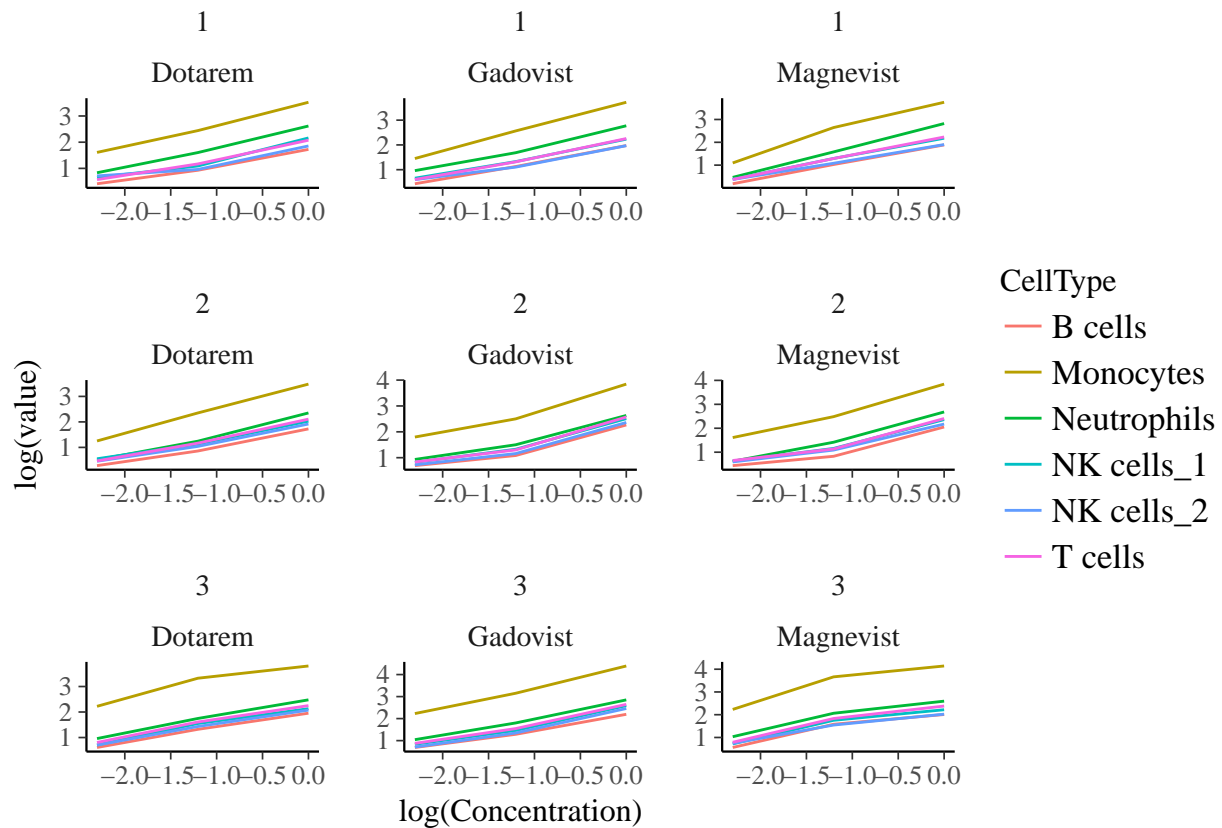 1 1 1
Dotarem Gadovist Magnevist
3 3 3
2 2 2
1 1 1
−2.0 −1.5 −1.0 −0.5 0.0 −2.0 −1.5 −1.0 −0.5 0.0 −2.0 −1.5 −1.0 −0.5 0.0
2 2 2
Dotarem Gadovist Magnevist
3 4 4
2 3 3
1 2 2
1 1
−2.0 −1.5 −1.0 −0.5 0.0 −2.0 −1.5 −1.0 −0.5 0.0 −2.0 −1.5 −1.0 −0.5 0.0
3 3 3
Dotarem Gadovist Magnevist
3 4 4
2 3 3
1 2 2
1 1
−2.0 −1.5 −1.0 −0.5 0.0 −2.0 −1.5 −1.0 −0.5 0.0 −2.0 −1.5 −1.0 −0.5 0.0
log(Concentration)
log(value)
CellType
B cells
Monocytes
Neutrophils
NK cells_1
NK cells_2
T cells